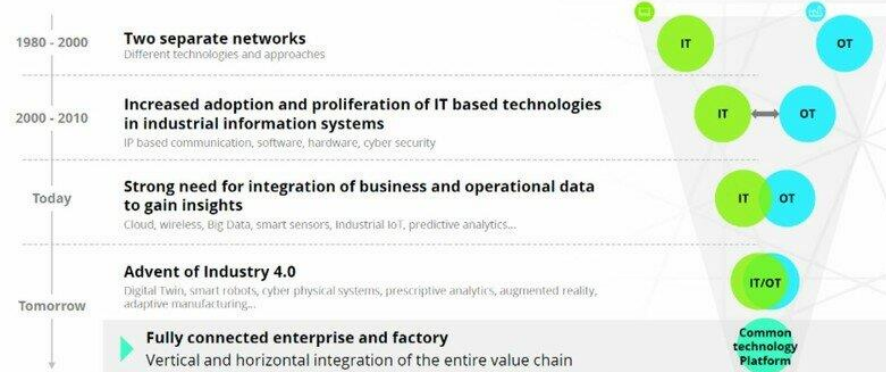 1980 - 2000
Two separate networks
Different technologies and approaches
IT
OT
2000 - 2010
Increased adoption and proliferation of IT based technologies
in industrial information systems
IP based communication, software, hardware, cyber security
IT
OT
Today
Strong need for integration of business and operational data
to gain insights
Cloud, wireless, Big Data, smart sensors, Industrial IoT, predictive analytics...
IT
OT
Tomorrow
Advent of Industry 4.0
Digital Twin, smart robots, cyber physical systems, prescriptive analytics, augmented reality,
adaptive manufacturing...
IT/OT
Fully connected enterprise and factory
Vertical and horizontal integration of the entire value chain
Common
technology
Platform